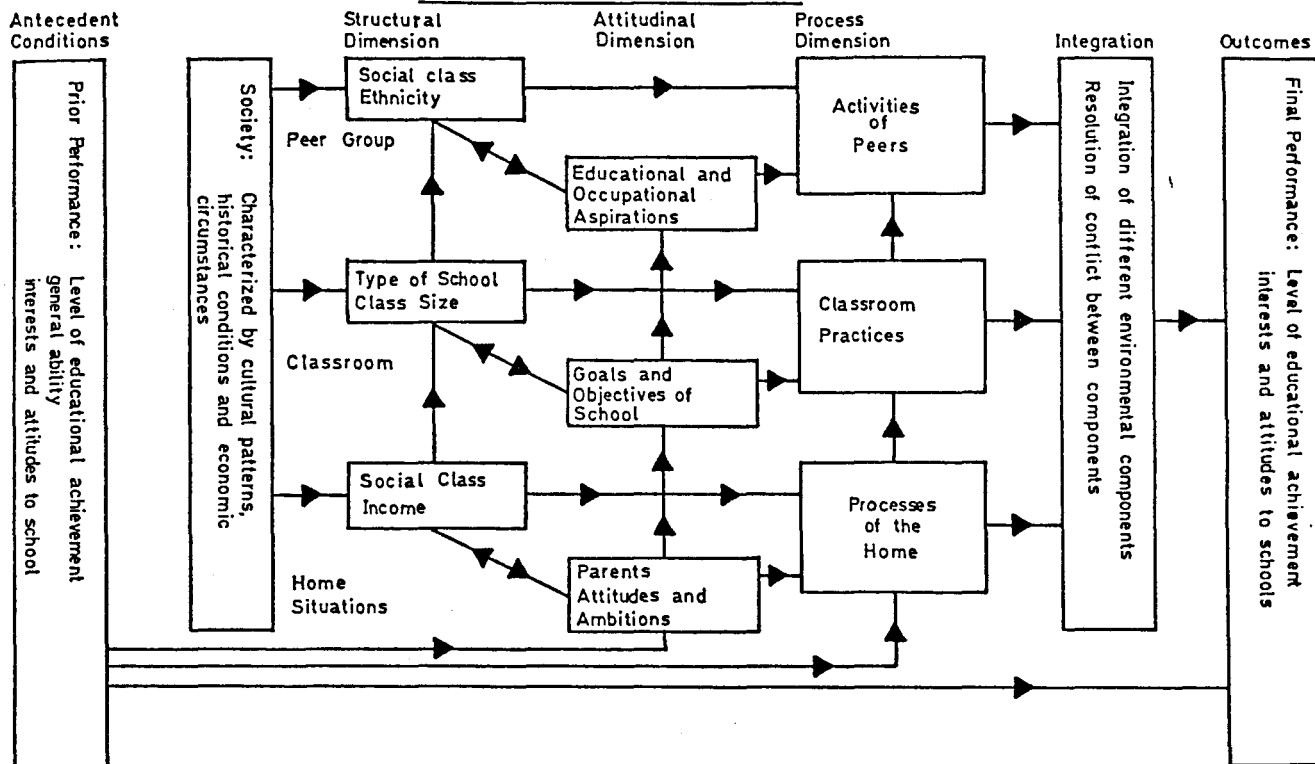 Antecedent
Conditions
Structural
Dimension
Attitudinal
Dimension
Process
Dimension
Integration
Outcomes
Prior Performance: Level of educational achievement
general ability
interests and attitudes to school
Society: Characterized by cultural patterns,
historical conditions and economic
circumstances
Social class
Ethnicity
Peer Group
Educational and
Occupational
Aspirations
Activities
of
Peers
Type of School
Class Size
Classroom
Goals and
Objectives of
School
Classroom
Practices
Social Class
Income
Home
Situations
Parents
Attitudes and
Ambitions
Processes
of the
Home
Integration of different environmental components
Resolution of conflict between components
Final Performance: Level of educational achievement
interests and attitudes to schools